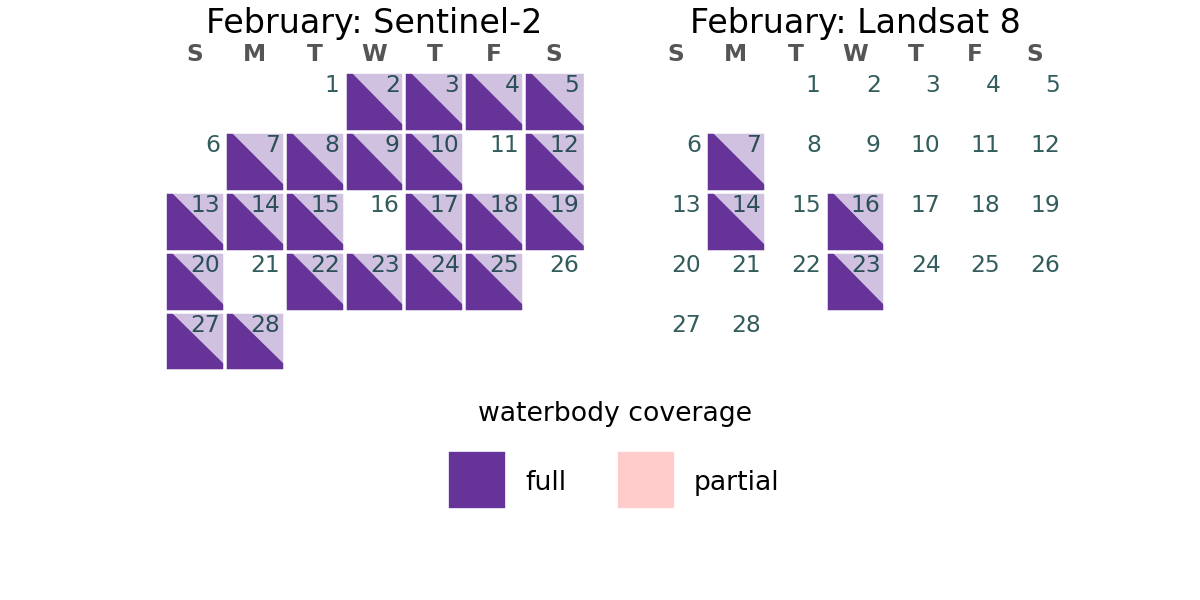 February: Sentinel-2
S M T W T F S
1 2 3 4 5
6 7 8 9 10 11 12
13 14 15 16 17 18 19
20 21 22 23 24 25 26
27 28
February: Landsat 8
S M T W T F S
1 2 3 4 5
6 7 8 9 10 11 12
13 14 15 16 17 18 19
20 21 22 23 24 25 26
27 28
waterbody coverage
full partial